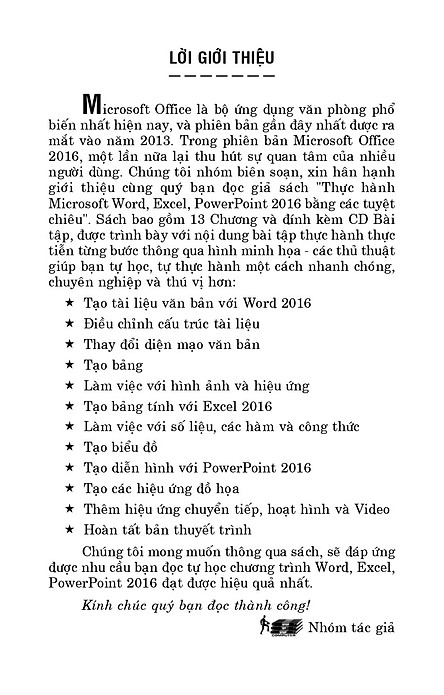 LỜI GIỚI THIỆU
Microsoft Office là bộ ứng dụng văn phòng phổ
biến nhất hiện nay, và phiên bản gần đây nhất được ra
mắt vào năm 2013. Trong phiên bản Microsoft Office
2016, một lần nữa lại thu hút sự quan tâm của nhiều
người dùng. Chúng tôi nhóm biên soạn, xin hân hạnh
giới thiệu cùng quý bạn đọc giả sách "Thực hành
Microsoft Word, Excel, PowerPoint 2016 bằng các tuyệt
chiêu". Sách bao gồm 13 Chương và đính kèm CD Bài
tập, được trình bày với nội dung bài tập thực hành thực
tiễn từng bước thông qua hình minh họa - các thủ thuật
giúp bạn tự học, tự thực hành một cách nhanh chóng,
chuyên nghiệp và thú vị hơn:
★ Tạo tài liệu văn bản với Word 2016
★ Điều chỉnh cấu trúc tài liệu
★ Thay đổi diện mạo văn bản
★ Tạo bảng
★ Làm việc với hình ảnh và hiệu ứng
★ Tạo bảng tính với Excel 2016
★ Làm việc với số liệu, các hàm và công thức
★ Tạo biểu đồ
★ Tạo diễn hình với PowerPoint 2016
★ Tạo các hiệu ứng đồ họa
★ Thêm hiệu ứng chuyển tiếp, hoạt hình và Video
★ Hoàn tất bản thuyết trình
Chúng tôi mong muốn thông qua sách, sẽ đáp ứng
được nhu cầu bạn đọc tự học chương trình Word, Excel,
PowerPoint 2016 đạt được hiệu quả nhất.
Kính chúc quý bạn đọc thành công!
COMPUTER Nhóm tác giả